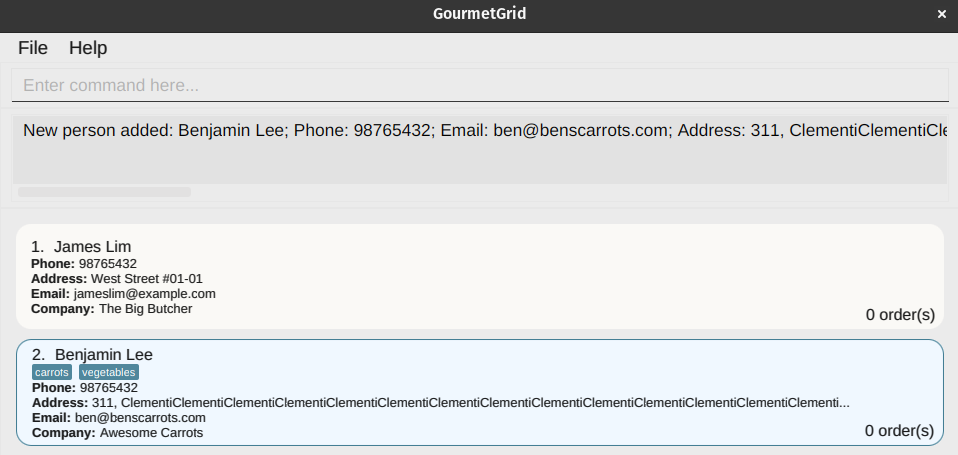 GourmetGrid ×
File Help
Enter command here...
New person added: Benjamin Lee; Phone: 98765432; Email: ben@benscarrots.com; Address: 311, ClementiClementiCle
1. James Lim
Phone: 98765432
Address: West Street #01-01
Email: jameslim@example.com
Company: The Big Butcher
0 order(s)
2. Benjamin Lee
carrots vegetables
Phone: 98765432
Address: 311, ClementiClementiClementiClementiClementiClementiClementiClementiClementiClementiClementiClementiClementiClementi...
Email: ben@benscarrots.com
Company: Awesome Carrots
0 order(s)